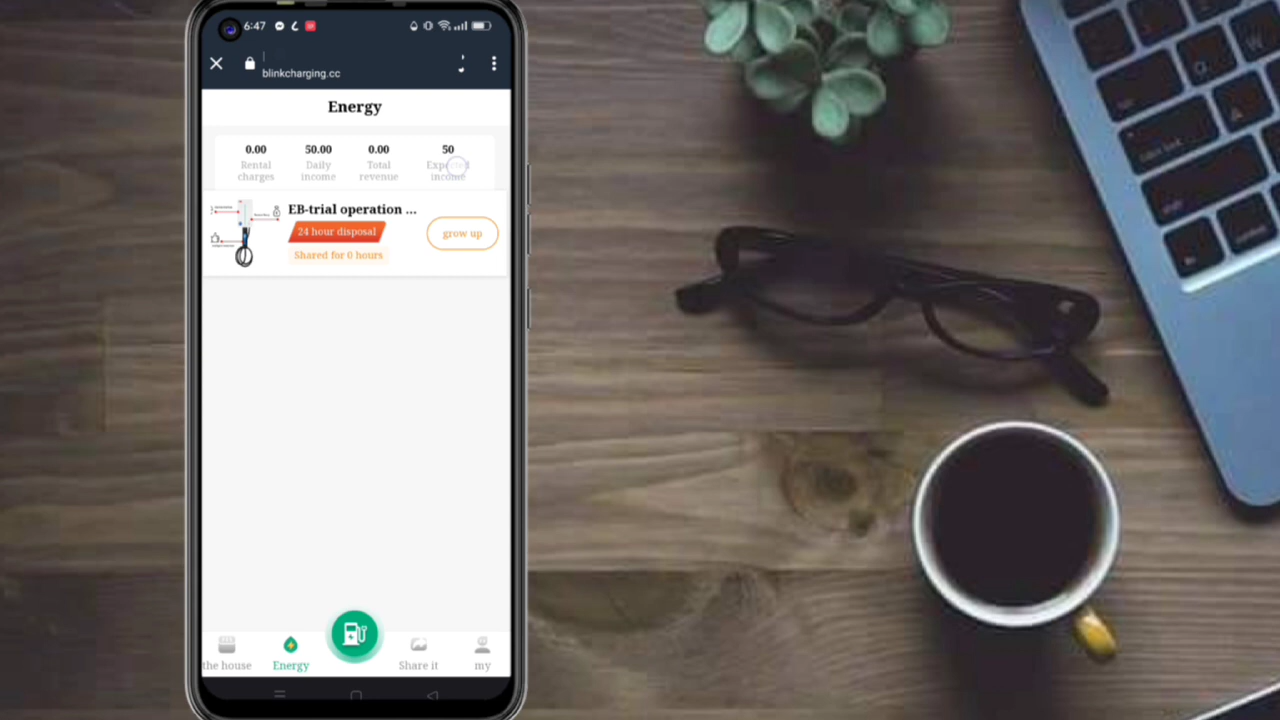 6:47
blinkcharging.cc
Energy
0.00 50.00 0.00 50
Rental Daily Total Expected
charges income revenue income
EB-trial operation ...
24 hour disposal
grow up
Shared for 0 hours
the house Energy Share it my